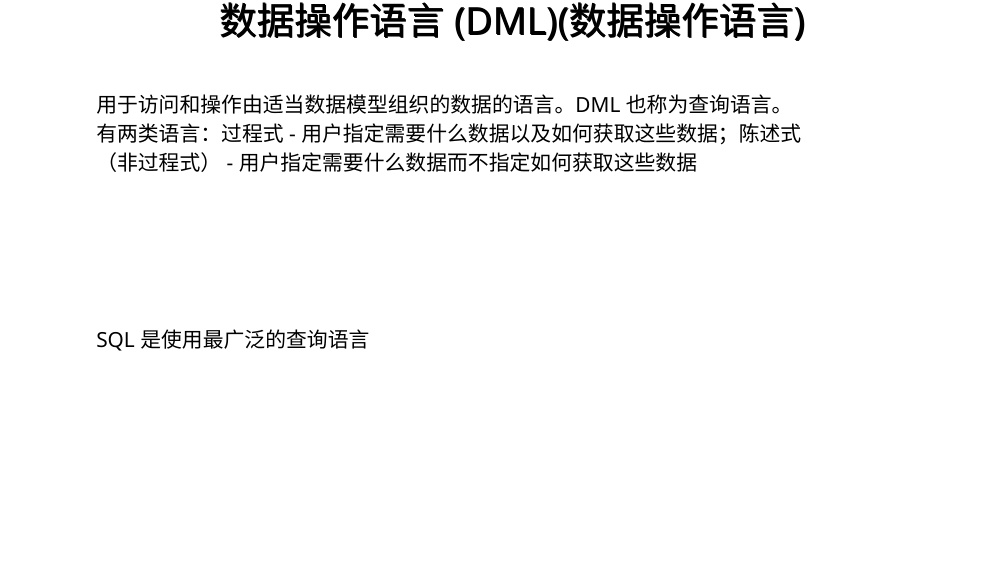 数据操作语言 (DML)(数据操作语言)
用于访问和操作由适当数据模型组织的数据的语言。DML 也称为查询语言。
有两类语言：过程式 - 用户指定需要什么数据以及如何获取这些数据；陈述式
（非过程式） - 用户指定需要什么数据而不指定如何获取这些数据
SQL 是使用最广泛的查询语言